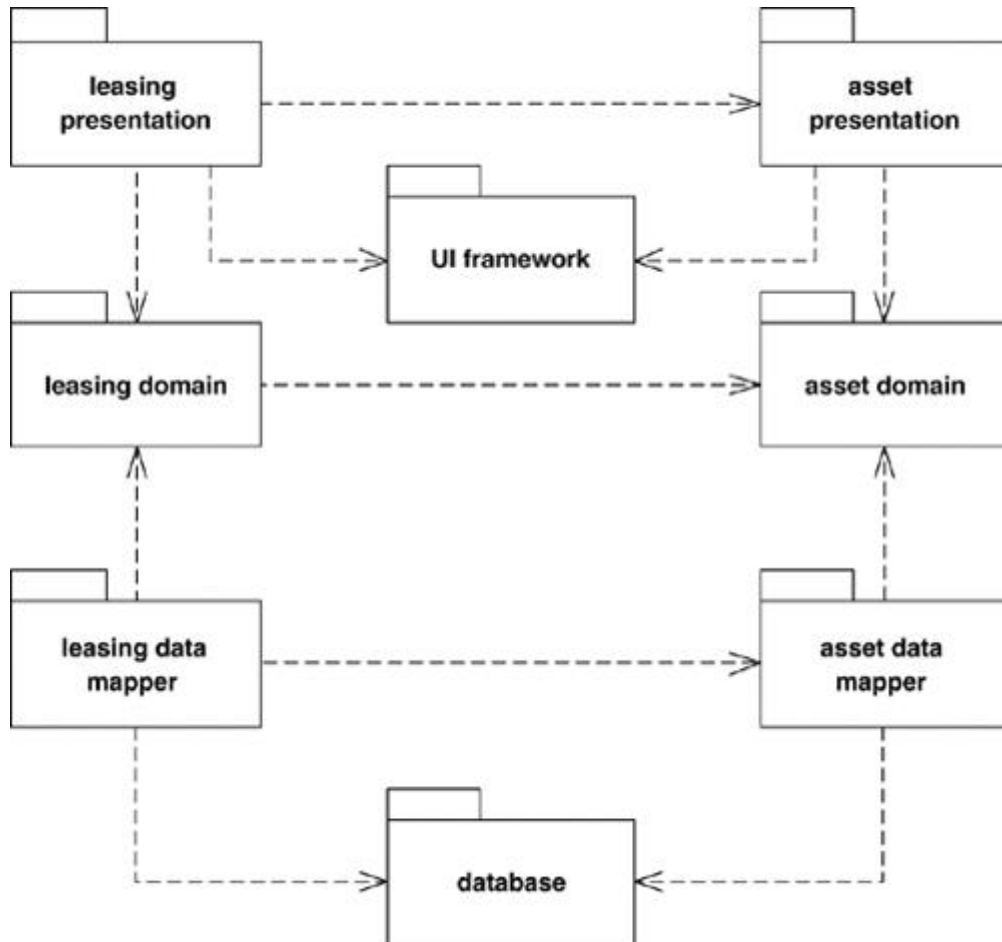 leasing
presentation
asset
presentation
UI framework
leasing domain
asset domain
leasing data
mapper
asset data
mapper
database